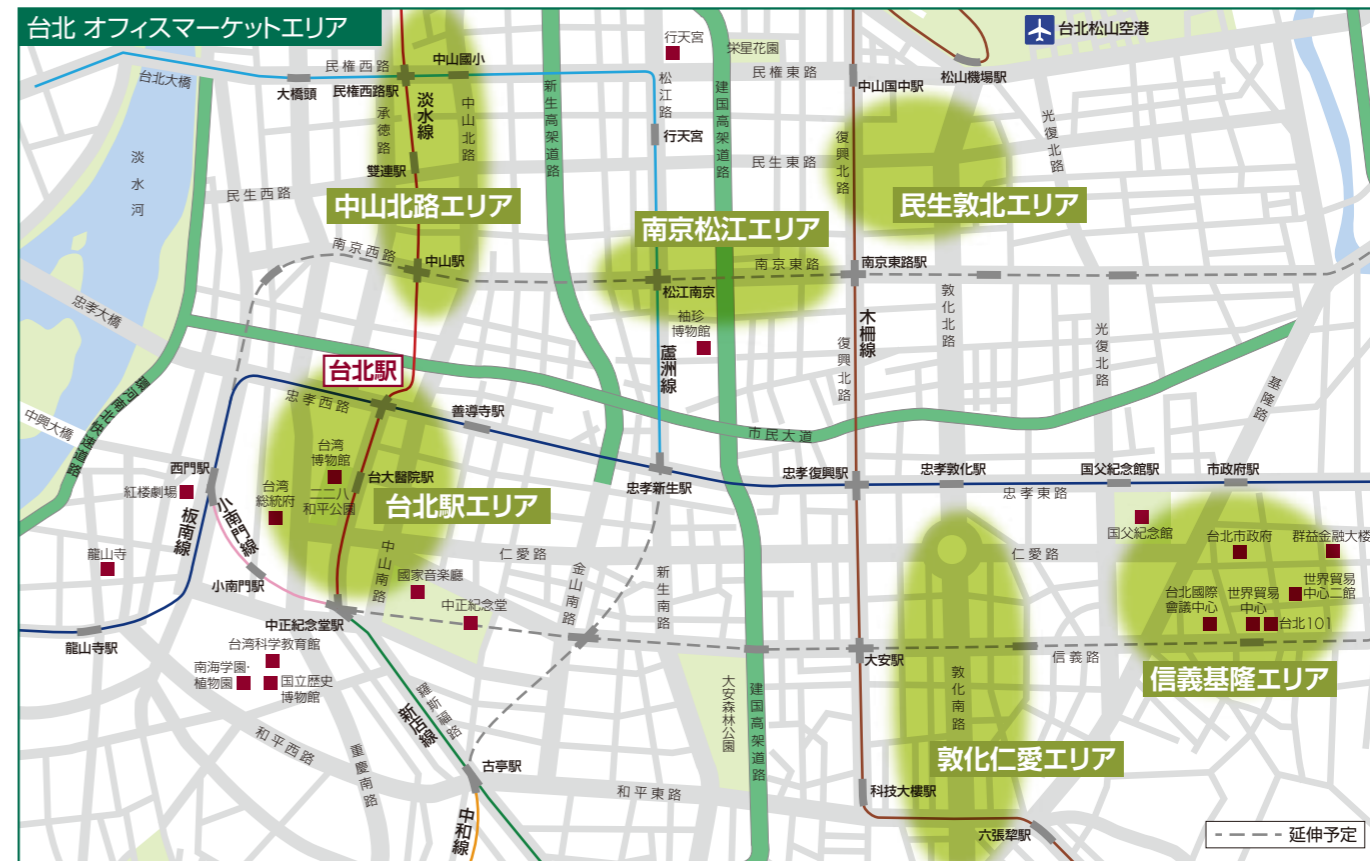 台北 オフィスマーケットエリア
台北松山空港
行天宮
栄星花園
中山國小
民権西路
民権東路
台北大橋
大橋頭
民権西路駅
松山機場駅
中山国中駅
淡水線
承徳路
中山北路
新生高架道路
松江路
建国高架道路
行天宮
復興北路
光復北路
淡水河
雙連駅
民生東路
民生西路
中山北路エリア
民生敦北エリア
南京松江エリア
南京西路
中山駅
南京東路
南京東路駅
松江南京
忠孝大橋
袖珍
博物館
蘆洲線
木柵線
復興北路
敦化北路
光復北路
基隆路
台北駅
忠孝西路
善導寺駅
市民大道
中興大橋
環河南北快速道路
西門駅
紅楼劇場
小南門線
板南線
台湾
博物館
台大醫院駅
二二八
和平公園
台湾
総統府
台北駅エリア
忠孝新生駅
忠孝復興駅
忠孝敦化駅
国父紀念館駅
市政府駅
忠孝東路
国父紀念館
龍山寺
小南門駅
中山南路
仁愛路
仁愛路
國家音楽廳
金山南路
新生南路
台北市政府
群益金融大楼
世界貿易
中心二館
台北國際
會議中心
世界貿易
中心
台北101
中正紀念堂
中正紀念堂駅
龍山寺駅
台湾科学教育館
南海学園·
植物園
国立歴史
博物館
大安駅
信義路
信義基隆エリア
大安森林公園
建国高架道路
敦化南路
羅斯福路
新店線
和平西路
重慶南路
古亭駅
中和線
和平東路
敦化仁愛エリア
科技大樓駅
六張犂駅
延伸予定